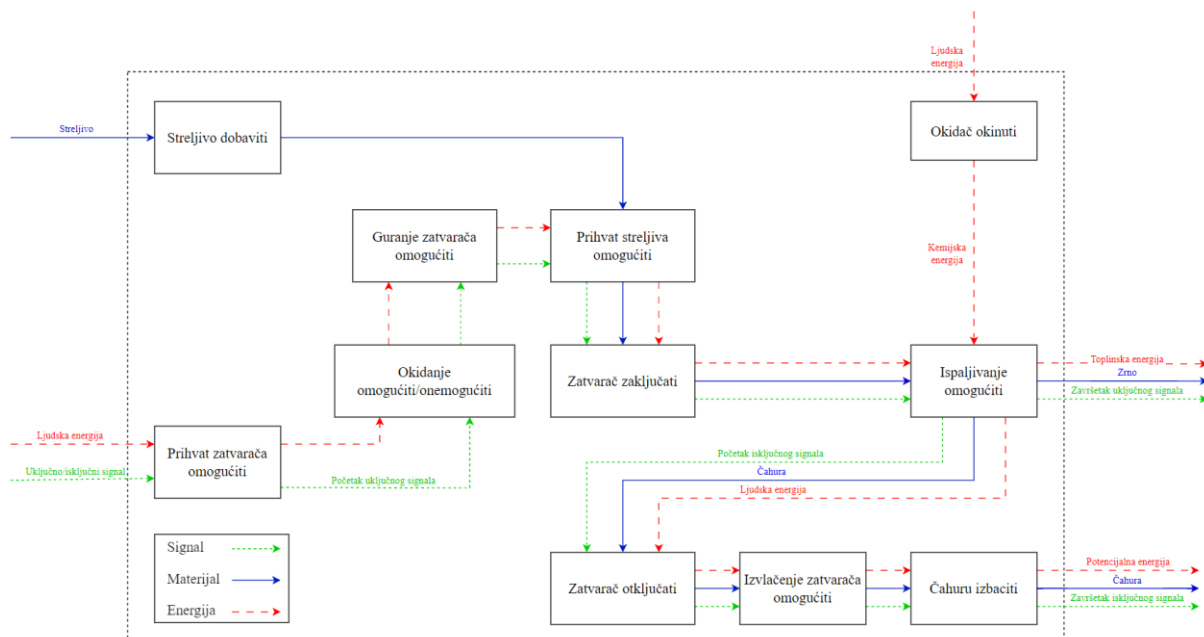 Ljudska
energija
Streljivo
Streljivo dobaviti
Okidač okinuti
Guranje zatvarača
omogućiti
Prihvat streljiva
omogućiti
Kemijska
energija
Okidanje
omogućiti/onemogućiti
Zatvarač zaključati
Ispaljivanje
omogućiti
Toplinska energija
Zrno
Završetak uključnog signala
Ljudska energija
Uključno/isključni signal
Prihvat zatvarača
omogućiti
Početak uključnog signala
Početak isključnog signala
Čahura
Ljudska energija
Signal
Materijal
Energija
Zatvarač otključati
Izvlačenje zatvarača
omogućiti
Čahuru izbaciti
Potencijalna energija
Čahura
Završetak isključnog signala